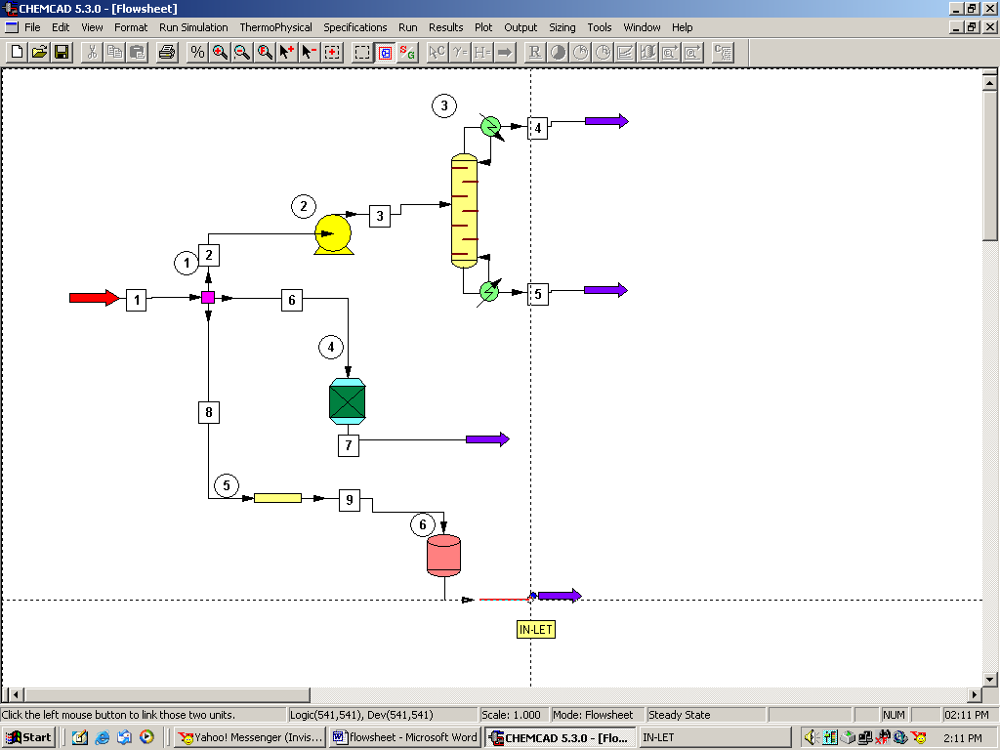 CHEMCAD 5.3.0 - [Flowsheet]
File Edit View Format Run Simulation ThermoPhysical Specifications Run Results Plot Output Sizing Tools Window Help
% S G C γ= H= R
3
4
2
3
1
2
1
6
5
4
8
7
5
9
6
IN-LET
Click the left mouse button to link those two units. Logic(541,541), Dev(541,541) Scale: 1.000 Mode: Flowsheet Steady State NUM 02:11 PM
Start Yahoo! Messenger (Invis... flowsheet - Microsoft Word CHEMCAD 5.3.0 - [Flo... IN-LET 2:11 PM